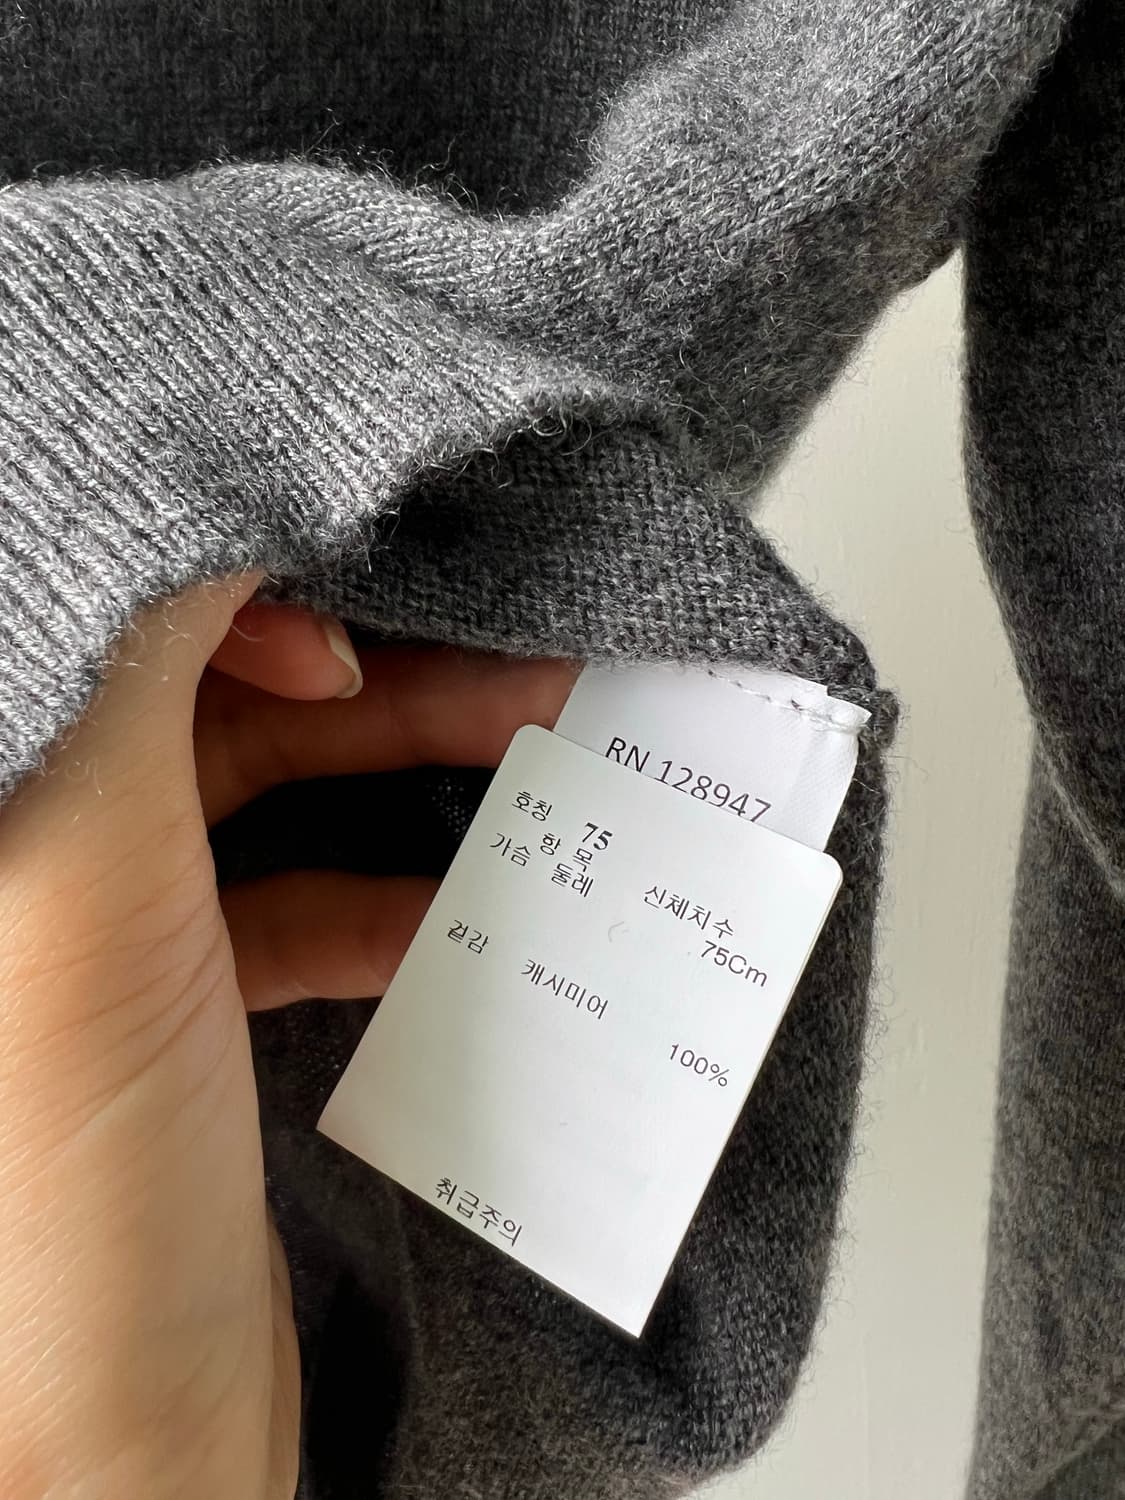 RN 128947
호칭 75
항 목 신체치수
가슴 둘레 75Cm
겉감 캐시미어
100%
취급주의